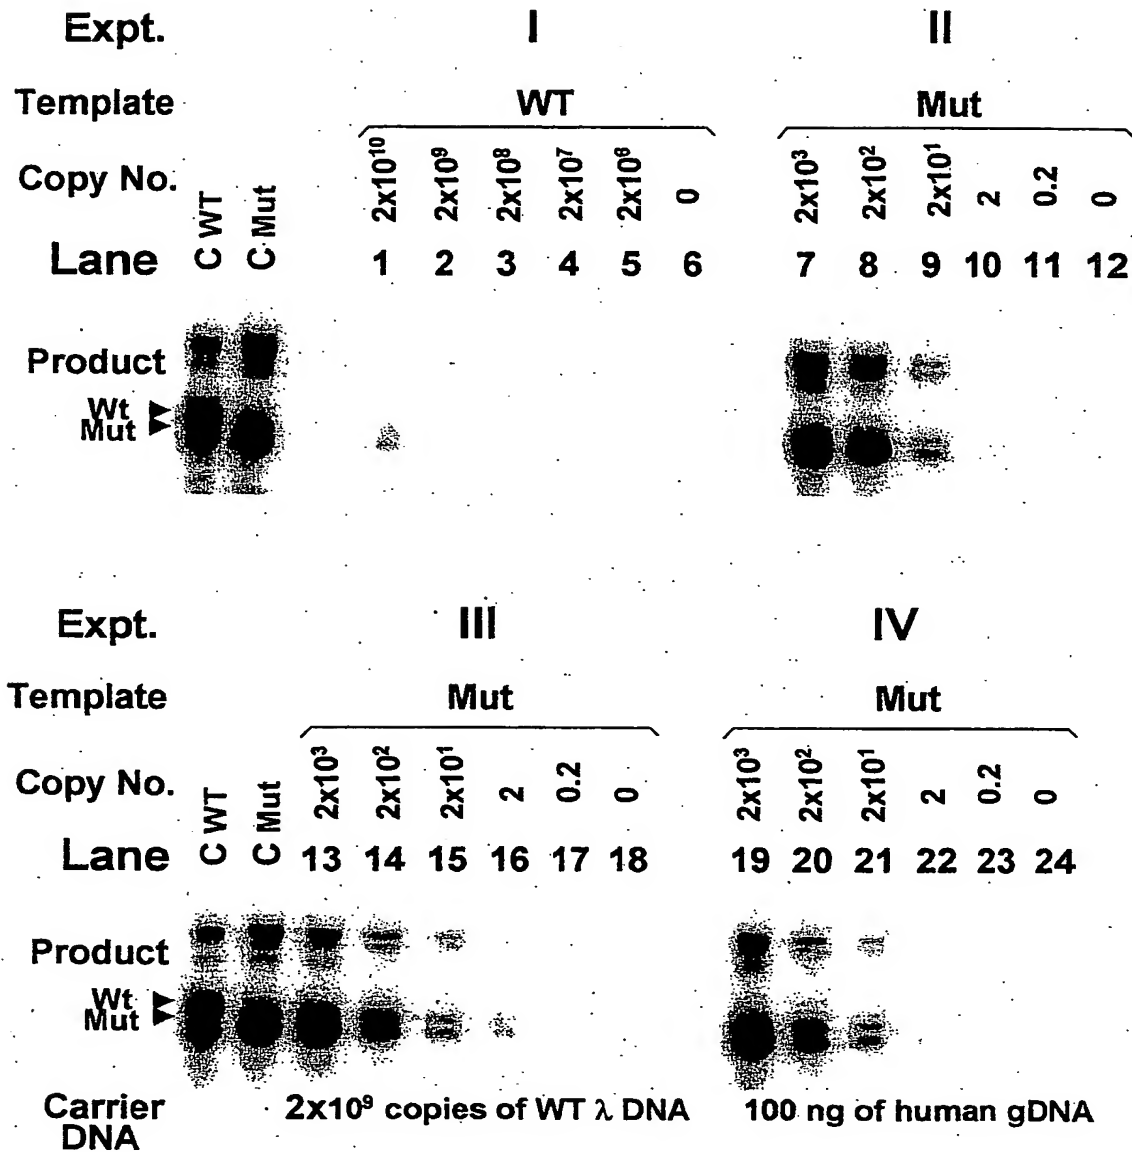 Expt. I II
Template WT Mut
Copy No. 2x10¹⁰ 2x10⁹ 2x10⁸ 2x10⁷ 2x10⁶ 0 2x10³ 2x10² 2x10¹ 2 0.2 0
Lane C WT C Mut 1 2 3 4 5 6 7 8 9 10 11 12
Product
Wt
Mut
Expt. III IV
Template Mut Mut
Copy No. 2x10³ 2x10² 2x10¹ 2 0.2 0 2x10³ 2x10² 2x10¹ 2 0.2 0
Lane C WT C Mut 13 14 15 16 17 18 19 20 21 22 23 24
Product
Wt
Mut
Carrier DNA 2x10⁹ copies of WT λ DNA 100 ng of human gDNA